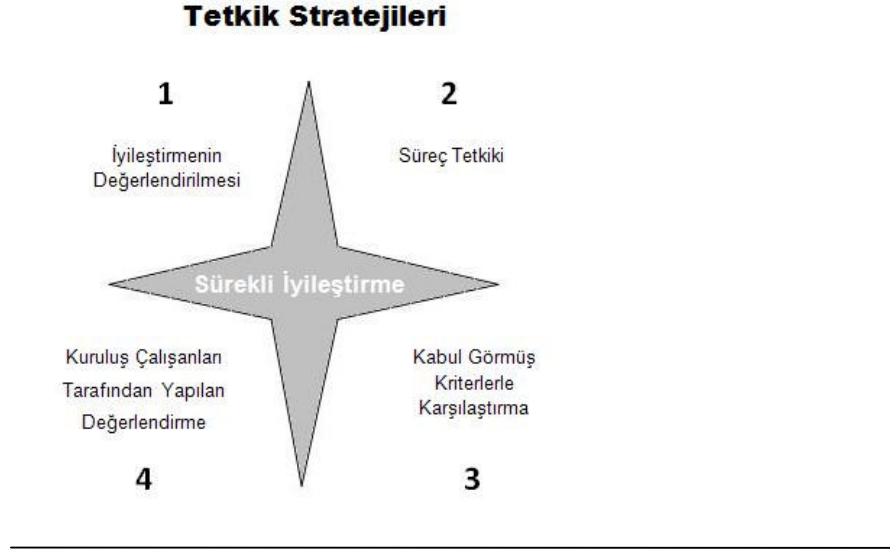 Tetkik Stratejileri
1
İyileştirmenin
Değerlendirilmesi
2
Süreç Tetkiki
Sürekli İyileştirme
Kuruluş Çalışanları
Tarafından Yapılan
Değerlendirme
4
Kabul Görmüş
Kriterlerle
Karşılaştırma
3